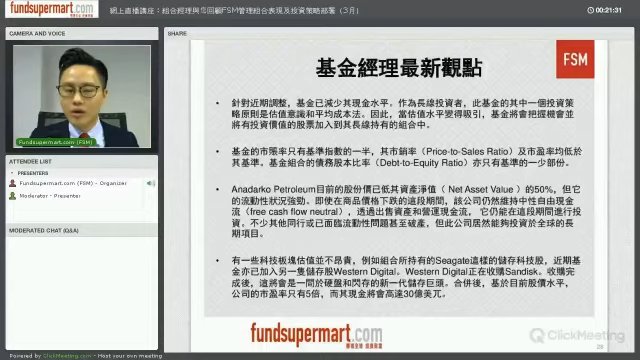 fundsupermart.com
網上直播講座：組合經理與您回顧FSM管理組合表現及投資策略部署（3月）
00:21:31
CAMERA AND VOICE
SHARE
Fundsupermart.com (FSM)
ATTENDEE LIST
PRESENTERS
Fundsupermart.com (FSM) - Organizer
Moderator - Presenter
MODERATED CHAT (Q&A)
FSM
基金經理最新觀點
針對近期調整，基金已減少其現金水平。作為長線投資者，此基金的其中一個投資策
略原則是估值意識和平均成本法。因此，當估值水平變得吸引，基金將會把握機會並
將有投資價值的股票加入到其長線持有的組合中。
基金的市賬率只有基準指數的一半，其市銷率（Price-to-Sales Ratio）及市盈率均低於
其基準。基金組合的債務股本比率（Debt-to-Equity Ratio）亦只有基準的一少部份。
Anadarko Petroleum目前的股份價已低其資產淨值（ Net Asset Value ）的50%，但它
的流動性狀況強勁。即使在商品價格下跌的這段期間，該公司仍然維持中性自由現金
流（free cash flow neutral），透過出售資產和營運現金流， 它仍能在這段期間進行投
資。不少其他同行或已面臨流動性問題甚至破產，但此公司居然能夠投資於全球的長
期項目。
有一些科技板塊估值並不昂貴，例如組合所持有的Seagate這樣的儲存科技股，近期基
金亦已加入另一隻儲存股Western Digital。Western Digital正在收購Sandisk。收購完
成後，這將會是一間於硬盤和閃存的新一代儲存巨頭。合併後，基於目前股價水平，
公司的市盈率只有5倍，而其現金將會高達30億美兀。
fundsupermart.com
28
ClickMeeting
Powered by ClickMeeting.com - Host your own meeting